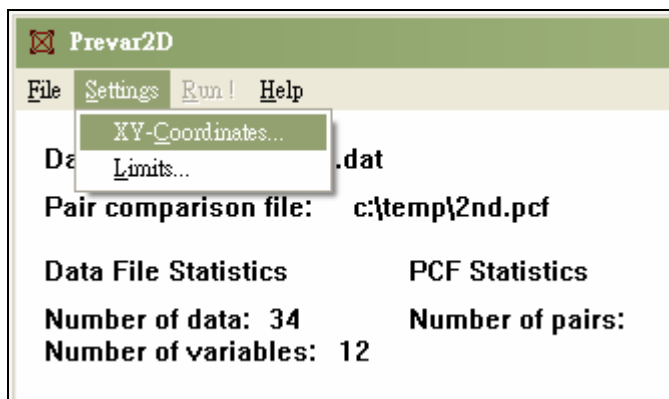 Prevar2D
File Settings Run! Help
XY-Coordinates...
Limits...
.dat
Pair comparison file: c:\temp\2nd.pcf
Data File Statistics PCF Statistics
Number of data: 34 Number of pairs:
Number of variables: 12